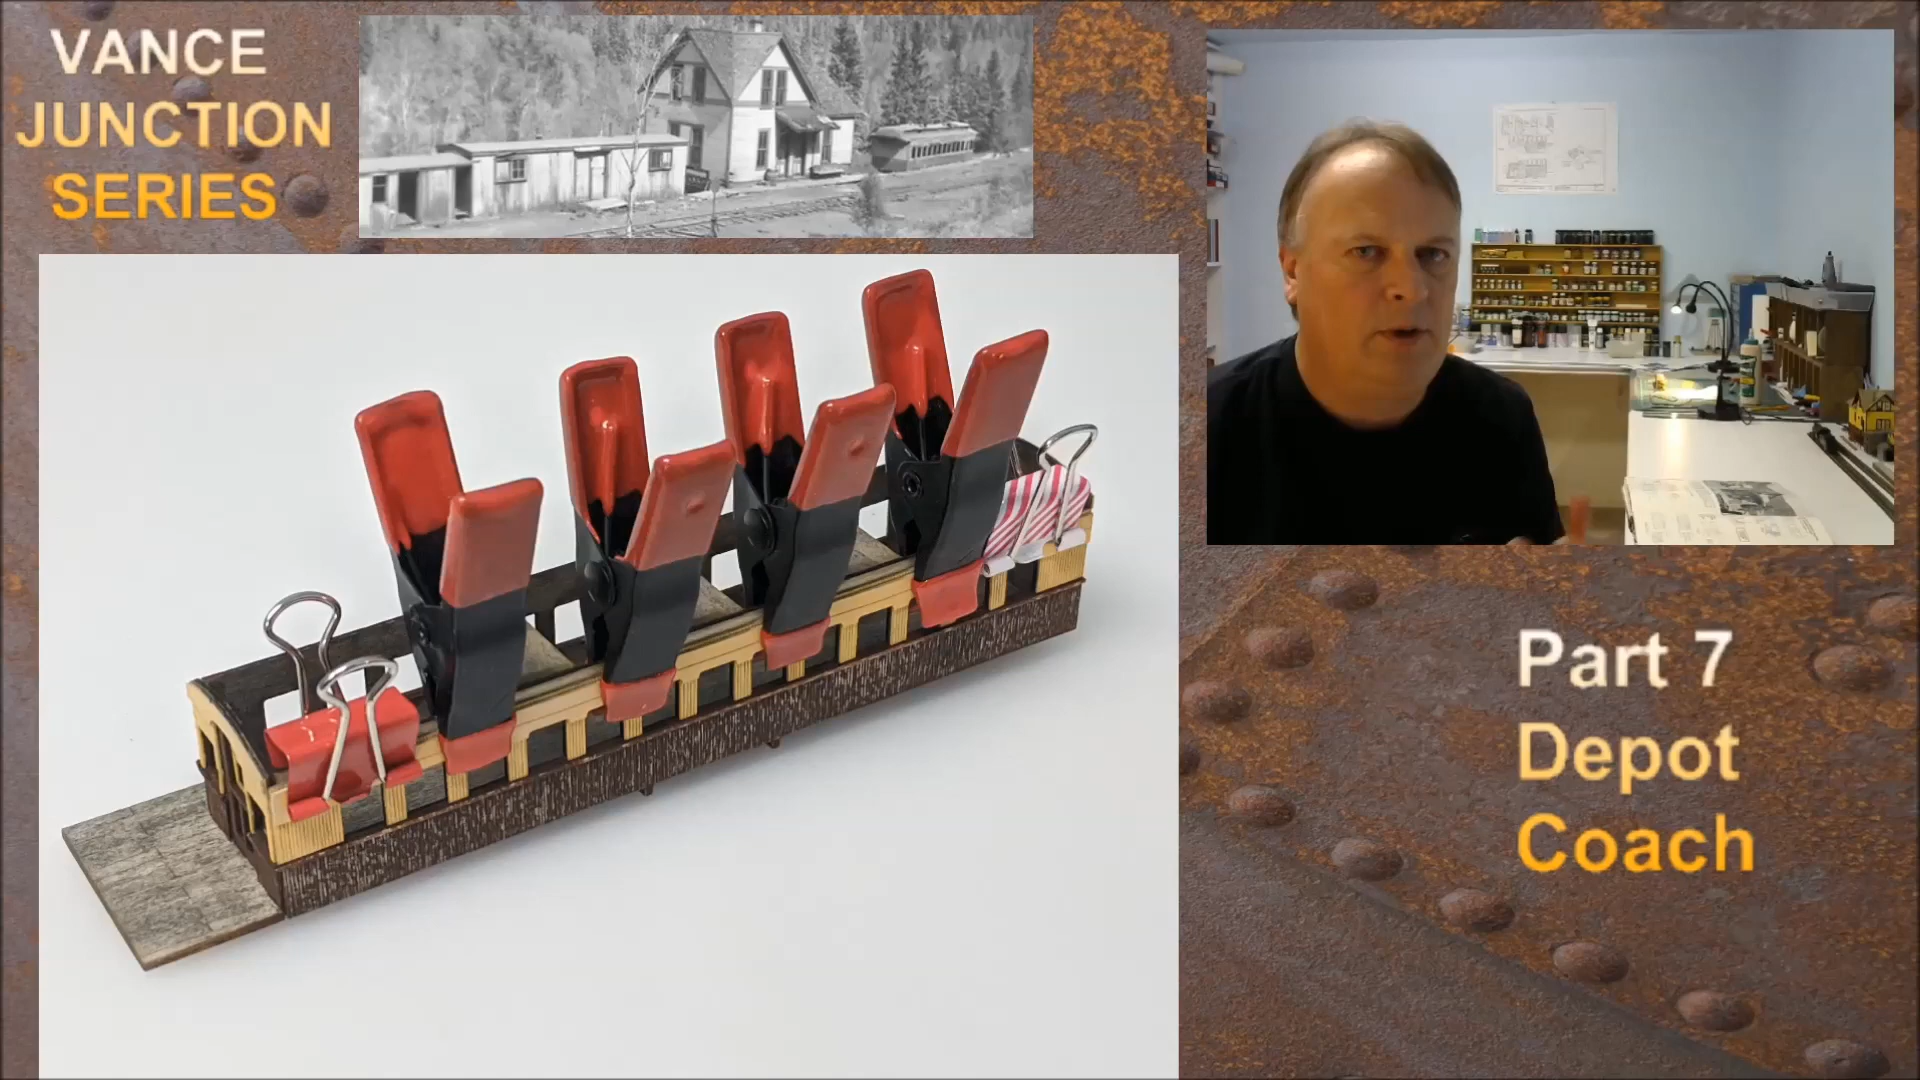 VANCE
JUNCTION
SERIES
Part 7
Depot
Coach